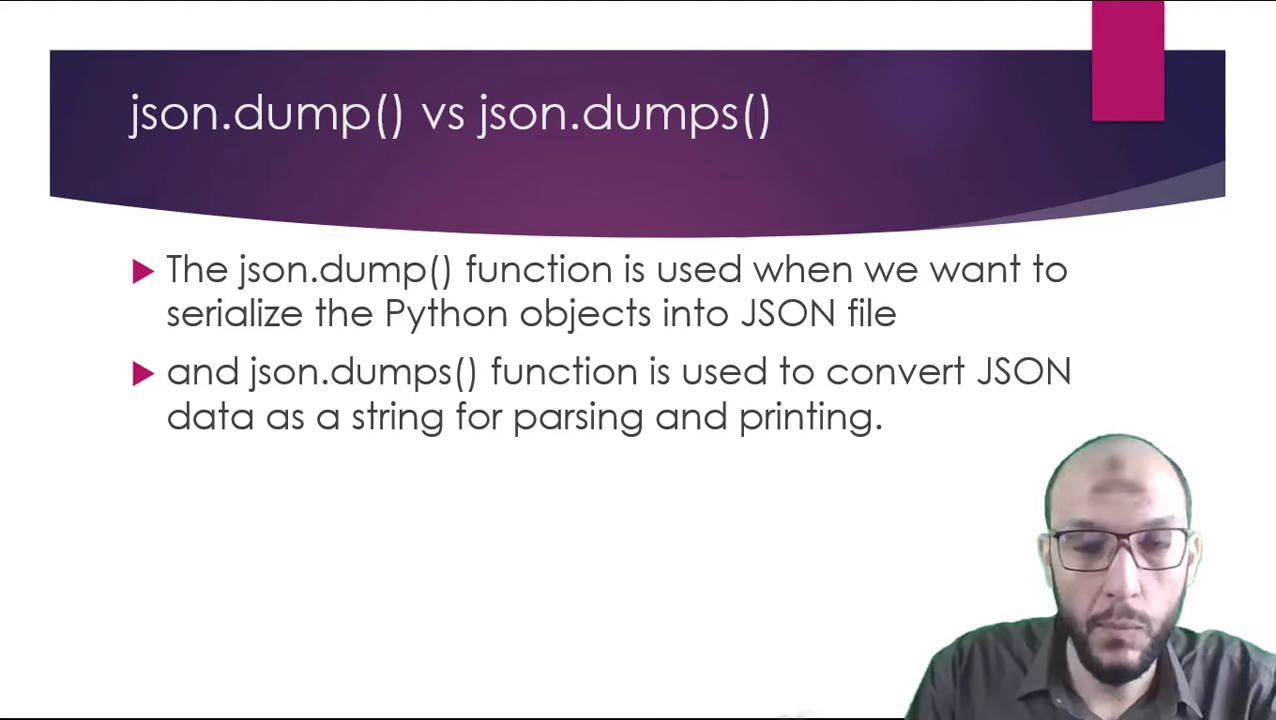 json.dump() vs json.dumps()
The json.dump() function is used when we want to
serialize the Python objects into JSON file
and json.dumps() function is used to convert JSON
data as a string for parsing and printing.